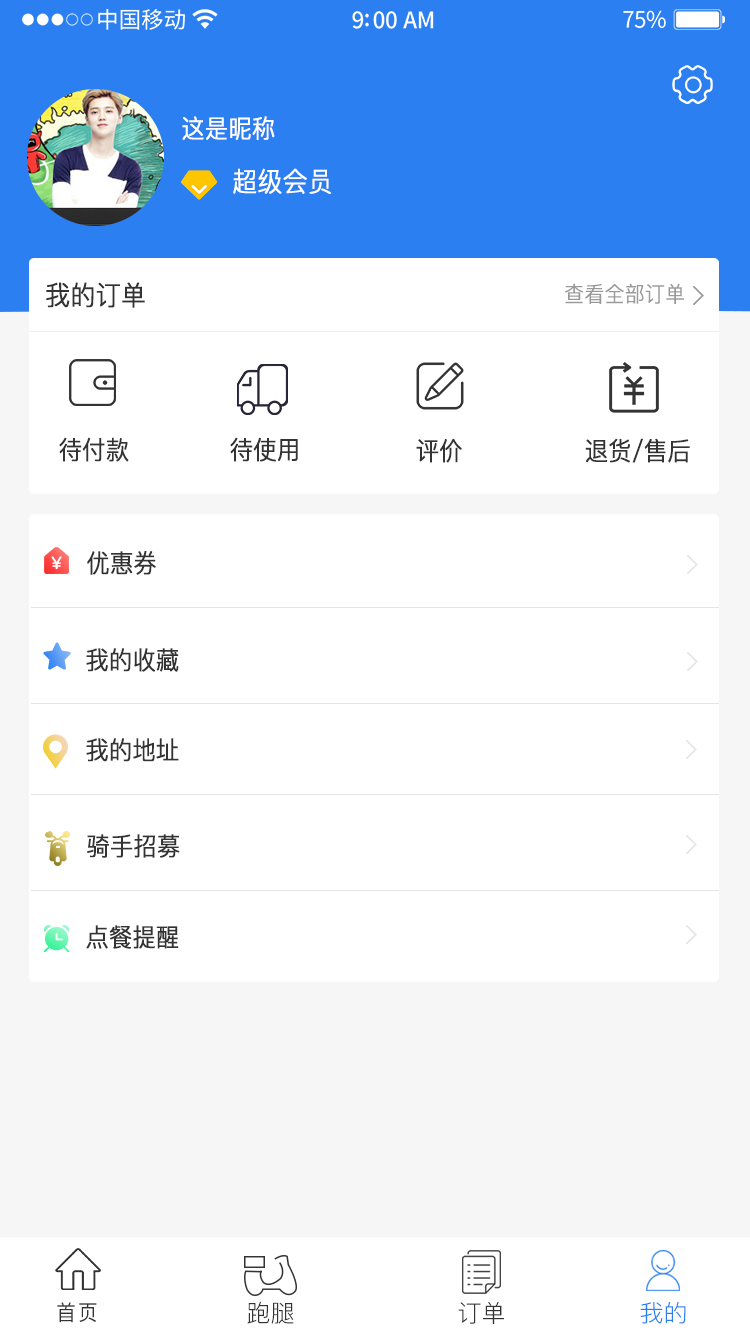 中国移动 9:00 AM 75%
这是昵称
超级会员
我的订单 查看全部订单
待付款 待使用 评价 退货/售后
优惠券
我的收藏
我的地址
骑手招募
点餐提醒
首页 跑腿 订单 我的